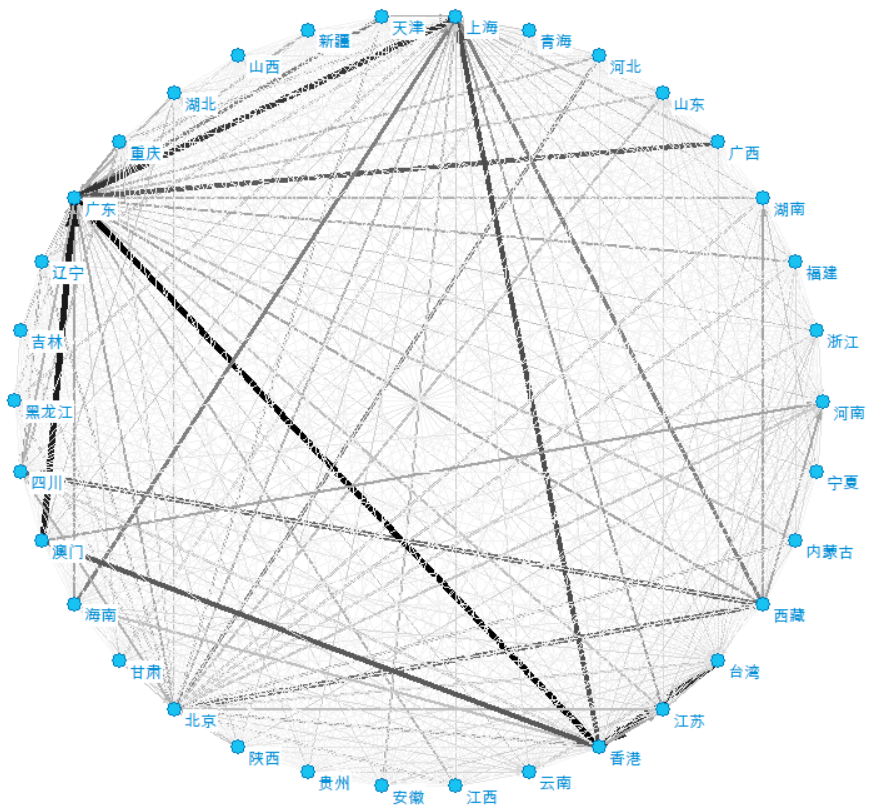 天津
上海
新疆
青海
山西
河北
湖北
山东
重庆
广西
广东
湖南
辽宁
福建
吉林
浙江
黑龙江
河南
四川
宁夏
澳门
内蒙古
海南
西藏
甘肃
台湾
北京
江苏
陕西
香港
贵州
云南
安徽
江西